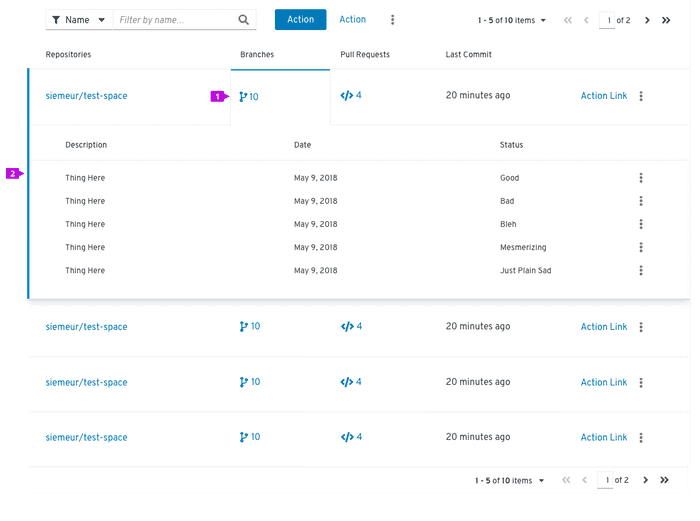 Name Filter by name... Action Action 1 - 5 of 10 items 1 of 2
Repositories Branches Pull Requests Last Commit
siemeur/test-space 1 10 4 20 minutes ago Action Link
Description Date Status
2
Thing Here May 9, 2018 Good
Thing Here May 9, 2018 Bad
Thing Here May 9, 2018 Bleh
Thing Here May 9, 2018 Mesmerizing
Thing Here May 9, 2018 Just Plain Sad
siemeur/test-space 10 4 20 minutes ago Action Link
siemeur/test-space 10 4 20 minutes ago Action Link
siemeur/test-space 10 4 20 minutes ago Action Link
1 - 5 of 10 items 1 of 2